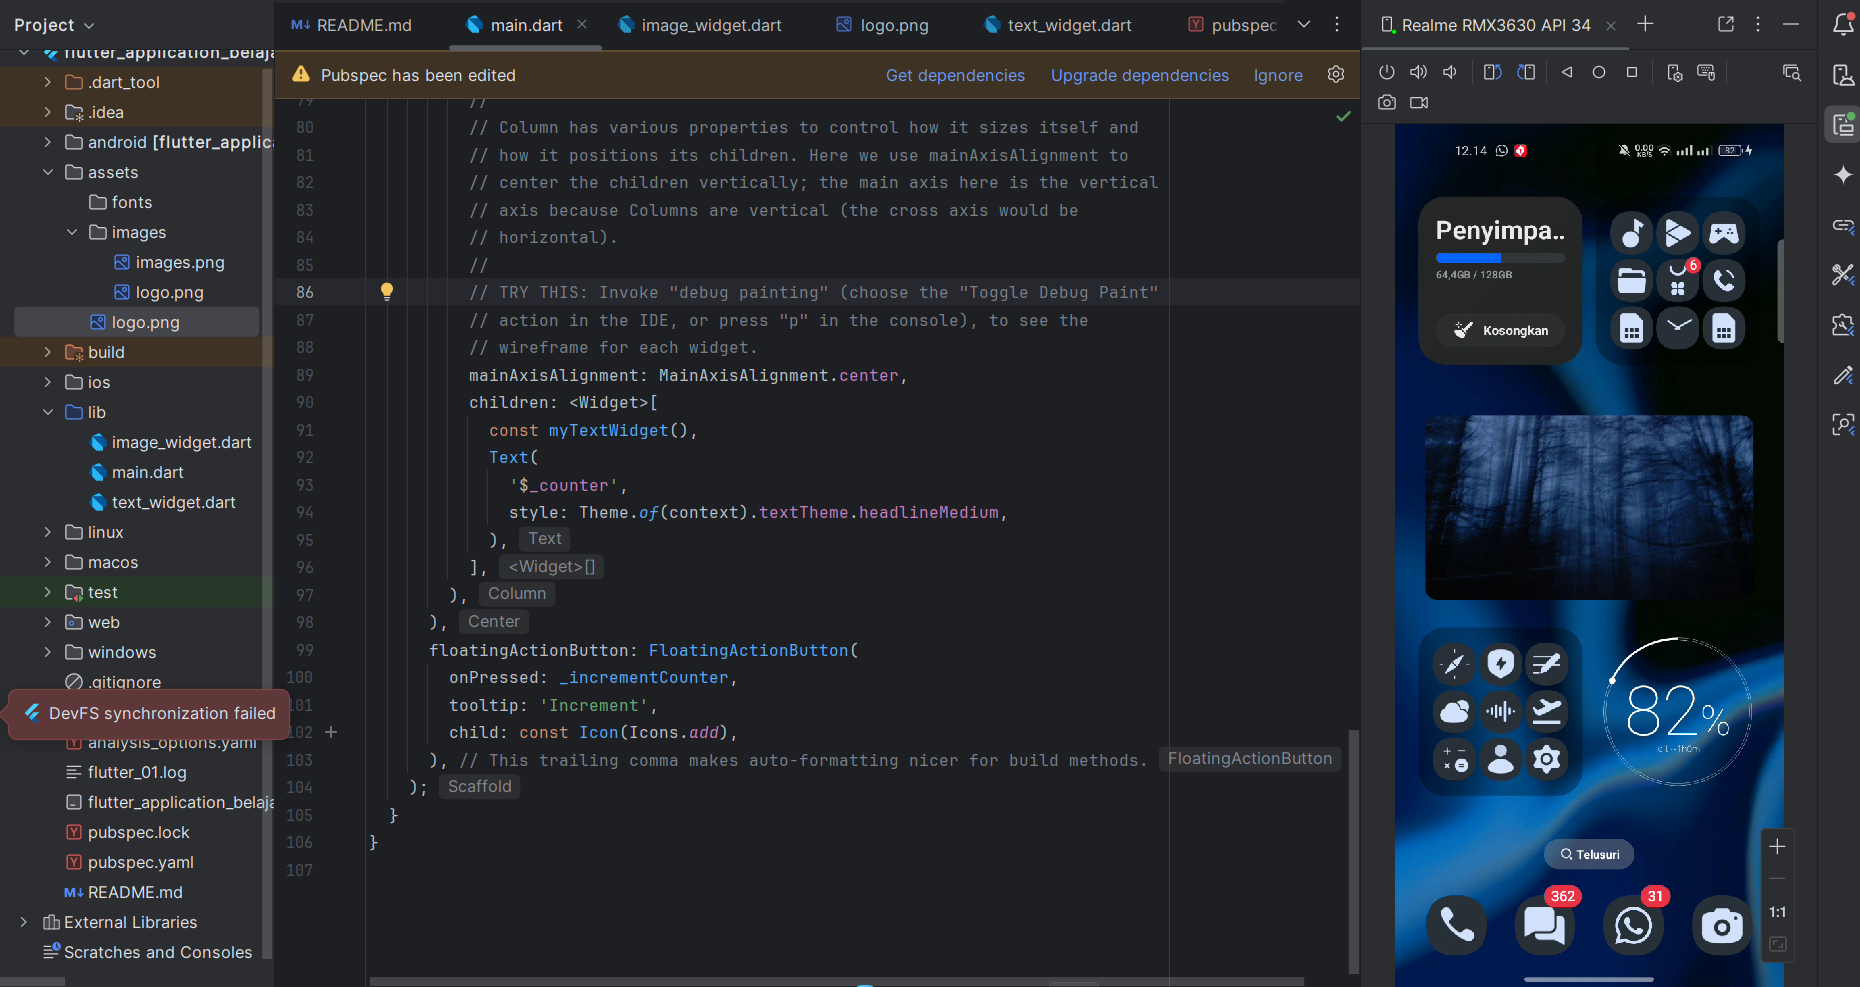 Project
README.md
main.dart
image_widget.dart
logo.png
text_widget.dart
pubspec
Realme RMX3630 API 34
Pubspec has been edited
Get dependencies
Upgrade dependencies
Ignore
flutter_application_belaja
.dart_tool
.idea
android [flutter_applic
assets
fonts
images
images.png
logo.png
logo.png
build
ios
lib
image_widget.dart
main.dart
text_widget.dart
linux
macos
test
web
windows
.gitignore
DevFS synchronization failed
analysis_options.yaml
flutter_01.log
flutter_application_belaja
pubspec.lock
pubspec.yaml
README.md
External Libraries
Scratches and Consoles
79 //
80 // Column has various properties to control how it sizes itself and
81 // how it positions its children. Here we use mainAxisAlignment to
82 // center the children vertically; the main axis here is the vertical
83 // axis because Columns are vertical (the cross axis would be
84 // horizontal).
85 //
86 // TRY THIS: Invoke "debug painting" (choose the "Toggle Debug Paint"
87 // action in the IDE, or press "p" in the console), to see the
88 // wireframe for each widget.
89 mainAxisAlignment: MainAxisAlignment.center,
90 children: <Widget>[
91 const myTextWidget(),
92 Text(
93 '$_counter',
94 style: Theme.of(context).textTheme.headlineMedium,
95 ), Text
96 ], <Widget>[]
97 ), Column
98 ), Center
99 floatingActionButton: FloatingActionButton(
100 onPressed: _incrementCounter,
101 tooltip: 'Increment',
102 child: const Icon(Icons.add),
103 ), // This trailing comma makes auto-formatting nicer for build methods. FloatingActionButton
104 ); Scaffold
105 }
106 }
107
12.14
0.00
KB/S
82
Penyimpa..
64,4GB / 128GB
Kosongkan
6
82%
Telusuri
362
31
1:1